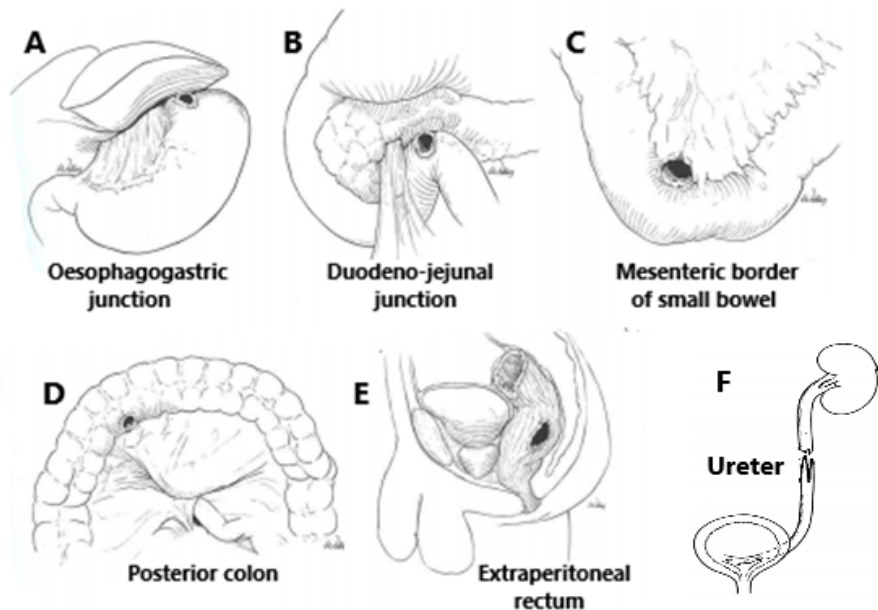 A
B
C
Oesophagogastric
junction
Duodeno-jejunal
junction
Mesenteric border
of small bowel
D
E
F
Ureter
Posterior colon
Extraperitoneal
rectum